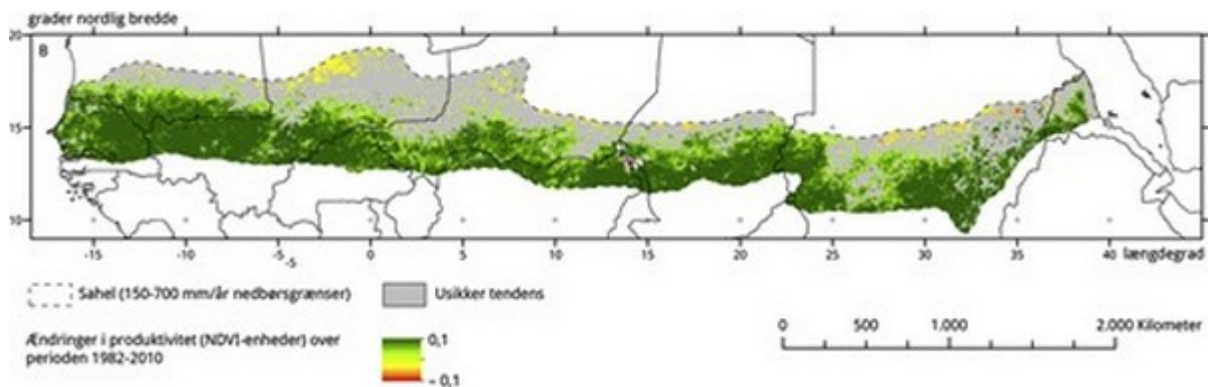 grader nordlig bredde
20
B
15
10
-15 -10 -5 0 5 10 15 20 25 30 35 40 længdegrad
-5
Sahel (150-700 mm/år nedbørsgrænser)
Usikker tendens
Ændringer i produktivitet (NDVI-enheder) over
perioden 1982-2010
0,1
– 0,1
0 500 1.000 2.000 Kilometer